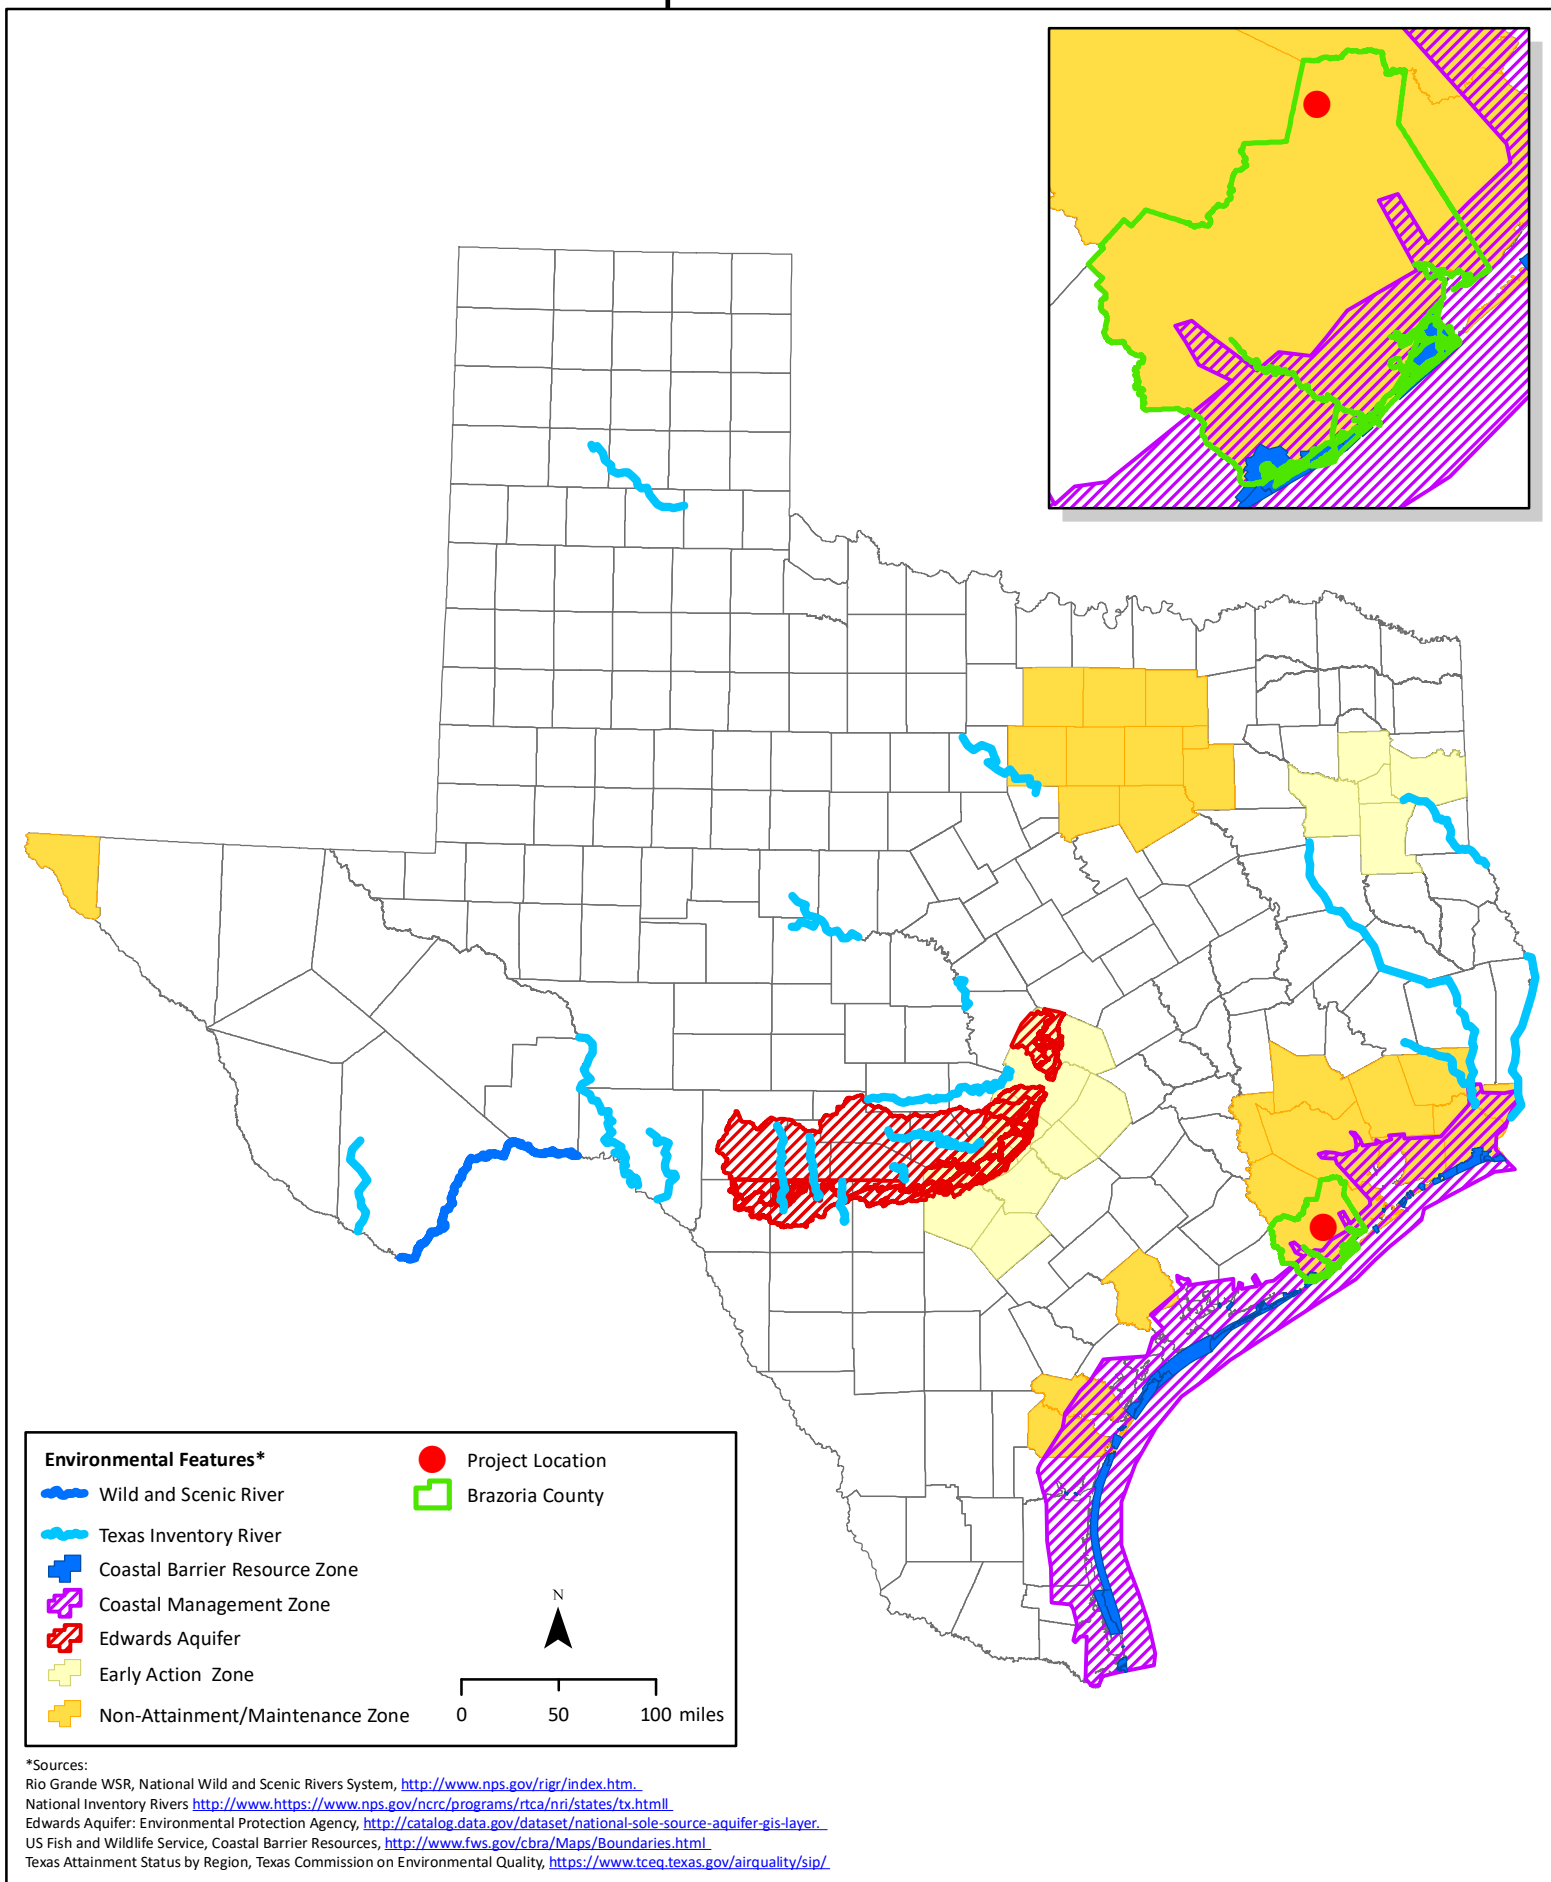 Environmental Features*
Wild and Scenic River
Texas Inventory River
Coastal Barrier Resource Zone
Coastal Management Zone
Edwards Aquifer
Early Action Zone
Non-Attainment/Maintenance Zone
Project Location
Brazoria County
N
0 50 100 miles
*Sources:
Rio Grande WSR, National Wild and Scenic Rivers System, http://www.nps.gov/rigr/index.htm.
National Inventory Rivers http://www.https://www.nps.gov/ncrc/programs/rtca/nri/states/tx.htmll
Edwards Aquifer: Environmental Protection Agency, http://catalog.data.gov/dataset/national-sole-source-aquifer-gis-layer.
US Fish and Wildlife Service, Coastal Barrier Resources, http://www.fws.gov/cbra/Maps/Boundaries.html
Texas Attainment Status by Region, Texas Commission on Environmental Quality, https://www.tceq.texas.gov/airquality/sip/